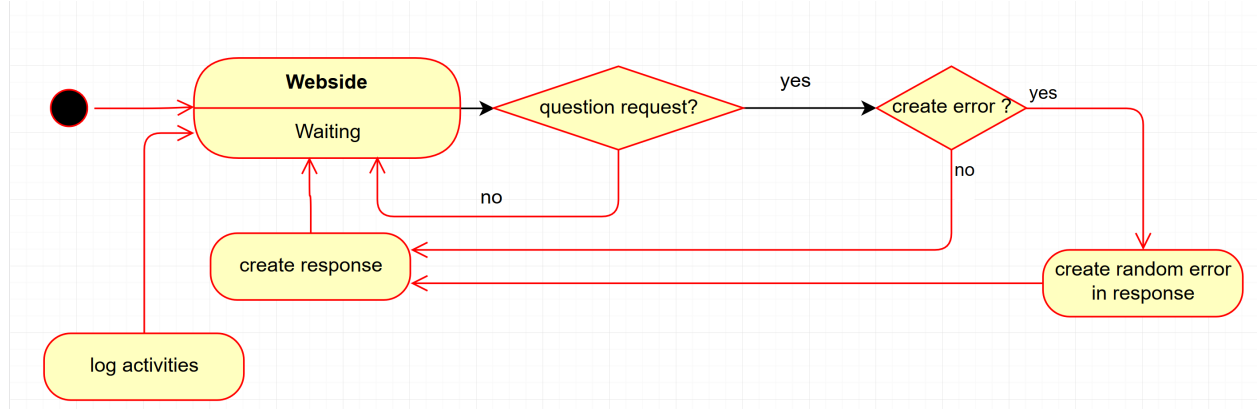 Webside
Waiting
question request?
yes
create error ?
yes
no
no
create response
create random error
in response
log activities